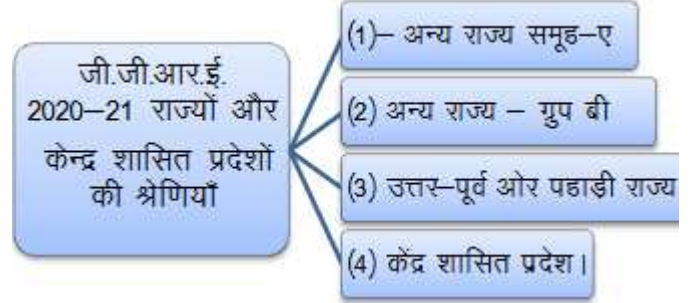 जी.जी.आर.ई.
2020–21 राज्यों और
केन्द्र शासित प्रदेशों
की श्रेणियाँ
(1)– अन्य राज्य समूह–ए
(2) अन्य राज्य – ग्रुप बी
(3) उत्तर–पूर्व ओर पहाड़ी राज्य
(4) केंद्र शासित प्रदेश।